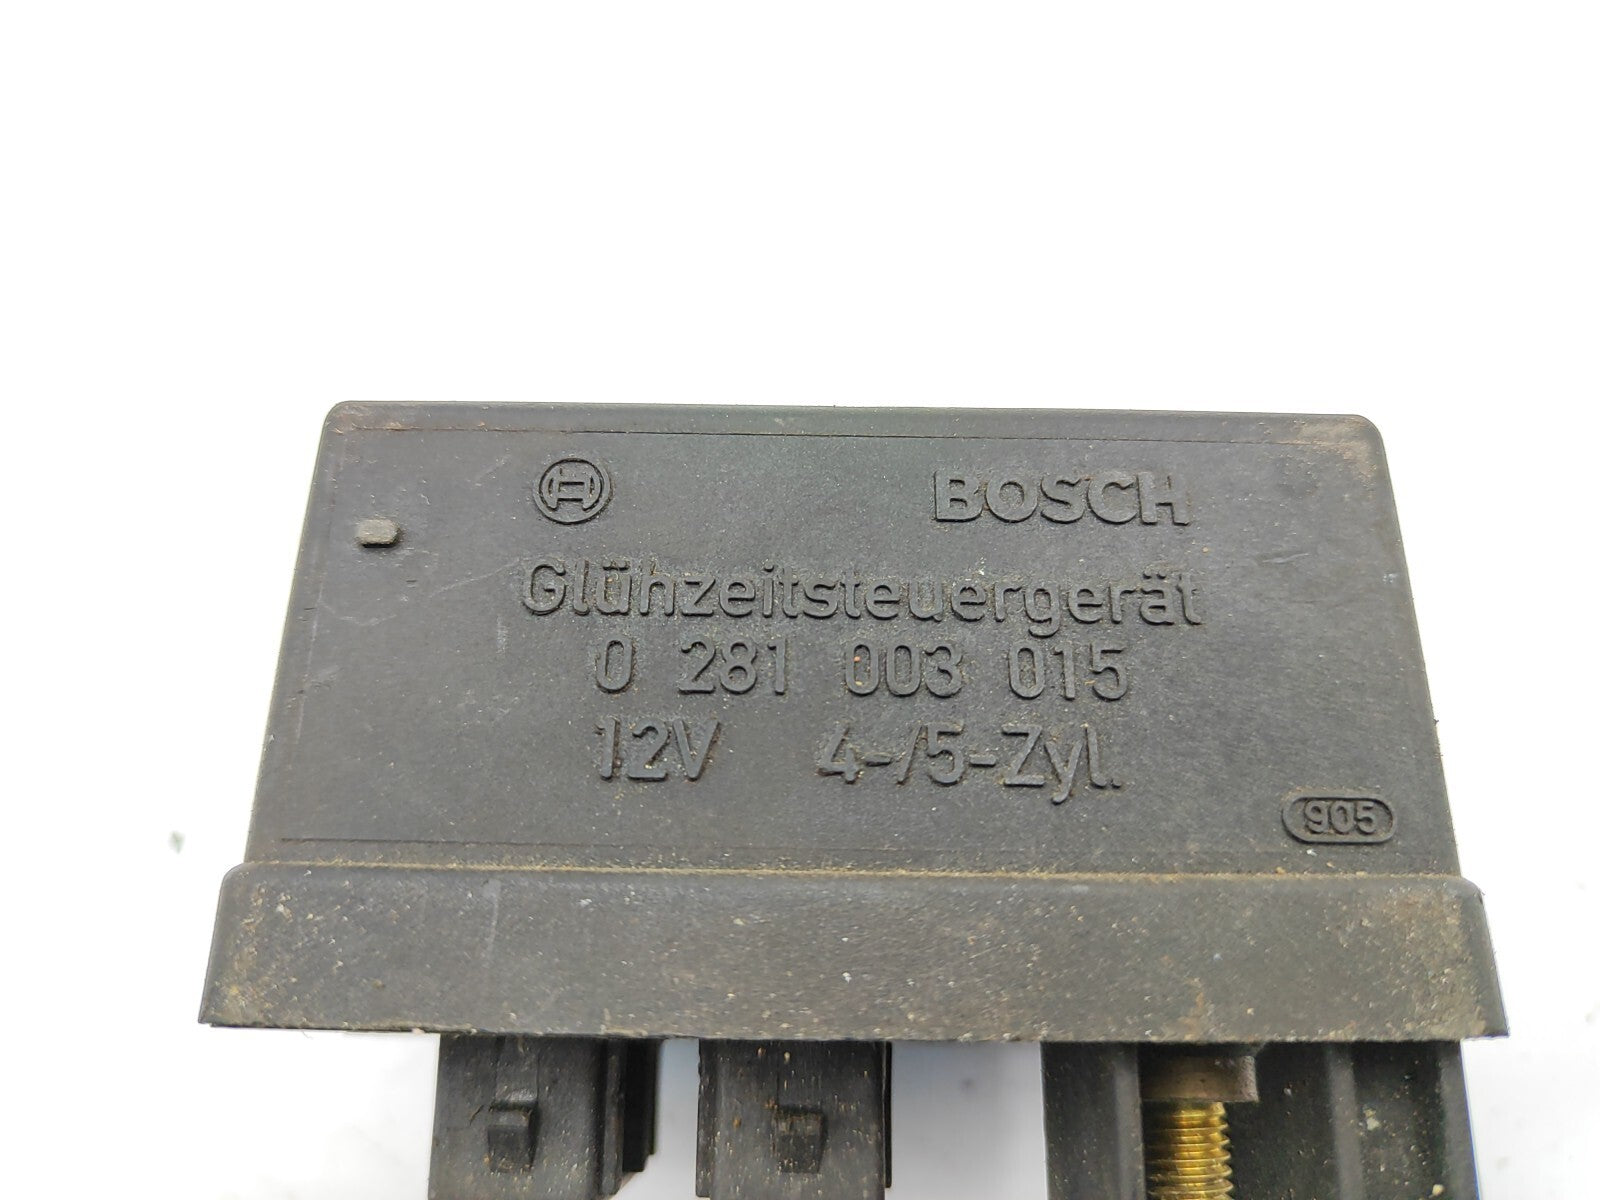 BOSCH
Glühzeitsteuergerät
0 281 003 015
12V 4-/5-Zyl.
905